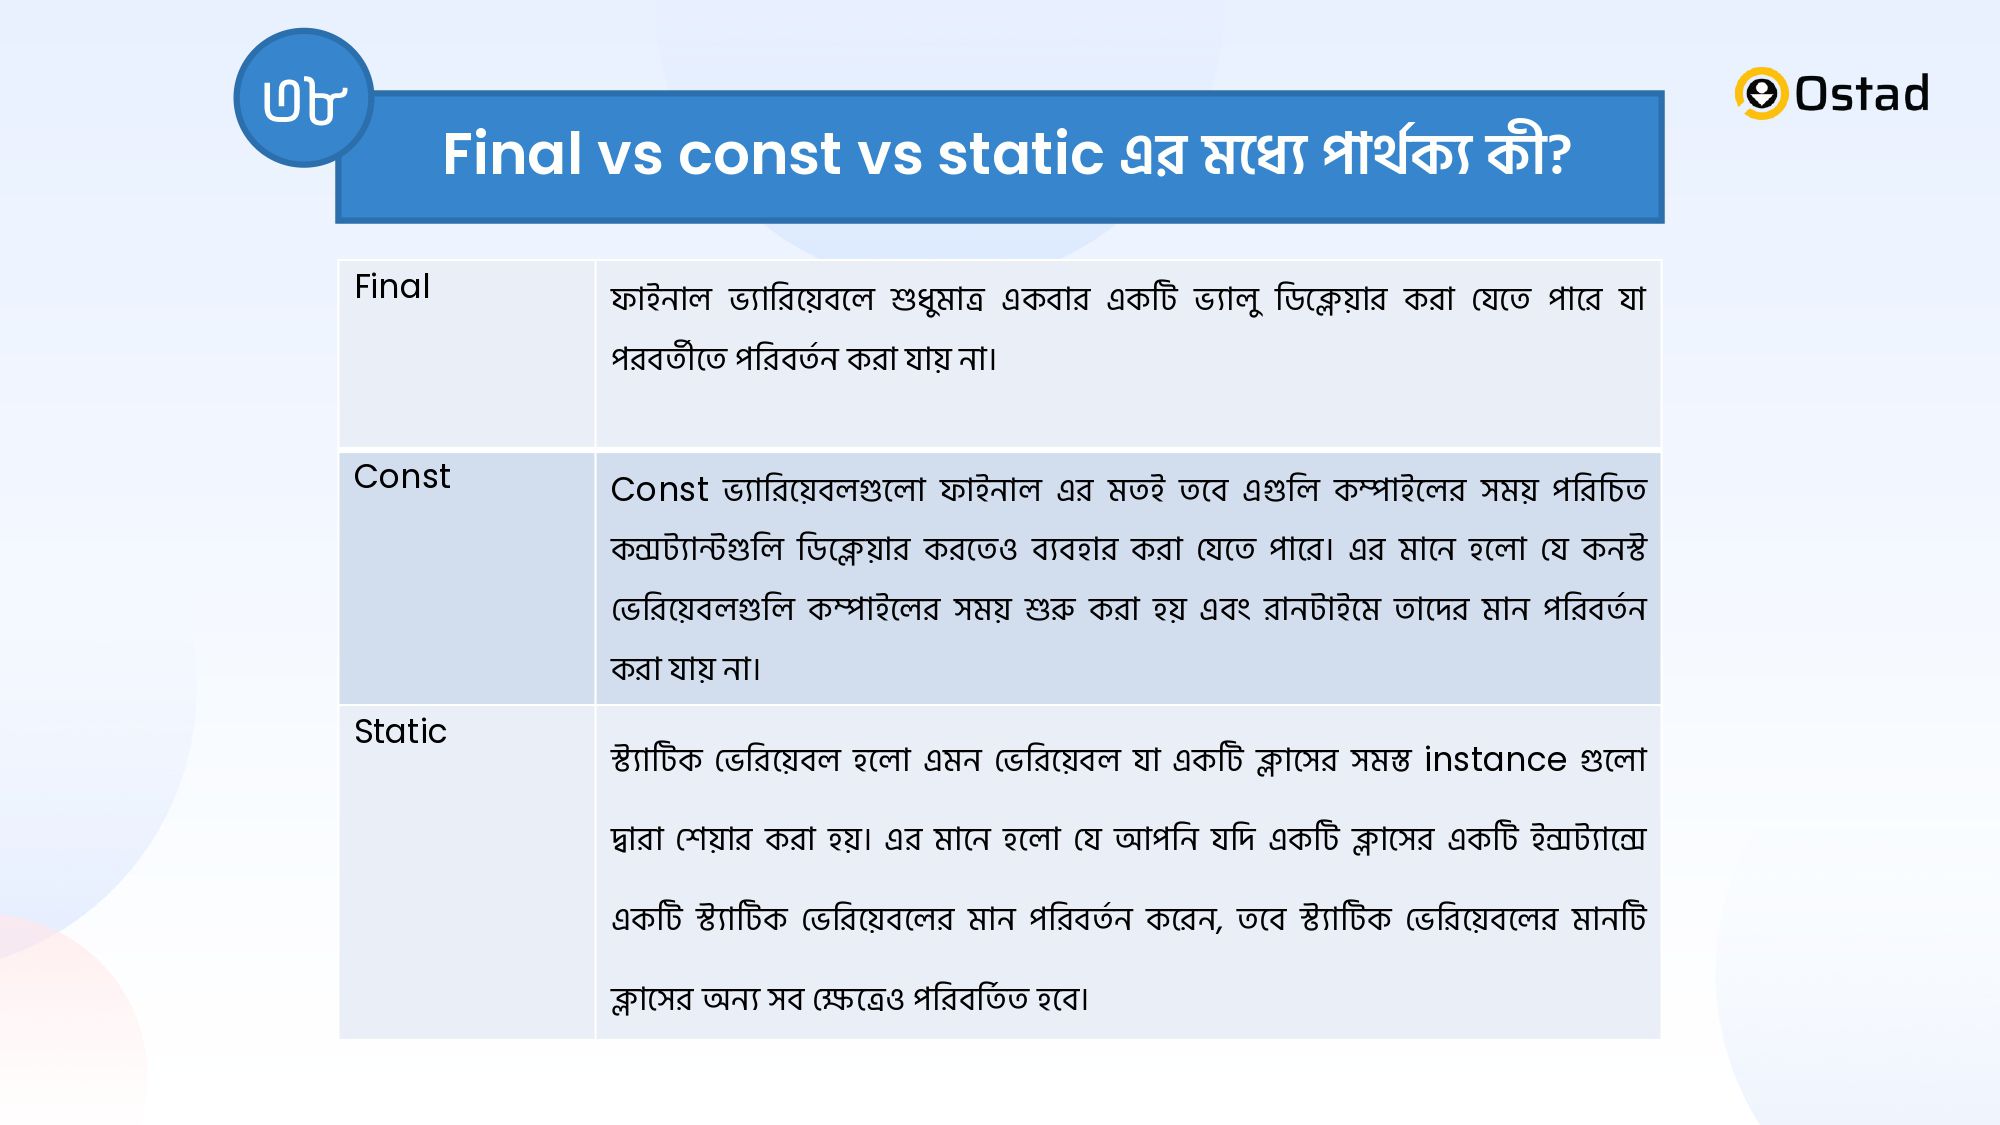 ৩৮
Ostad
Final vs const vs static এর মধ্যে পার্থক্য কী?
Final
ফাইনাল ভ্যারিয়েবলে শুধুমাত্র একবার একটি ভ্যালু ডিক্লেয়ার করা যেতে পারে যা
পরবর্তীতে পরিবর্তন করা যায় না।
Const
Const ভ্যারিয়েবলগুলো ফাইনাল এর মতই তবে এগুলি কম্পাইলের সময় পরিচিত
কন্সট্যান্টগুলি ডিক্লেয়ার করতেও ব্যবহার করা যেতে পারে। এর মানে হলো যে কনস্ট
ভেরিয়েবলগুলি কম্পাইলের সময় শুরু করা হয় এবং রানটাইমে তাদের মান পরিবর্তন
করা যায় না।
Static
স্ট্যাটিক ভেরিয়েবল হলো এমন ভেরিয়েবল যা একটি ক্লাসের সমস্ত instance গুলো
দ্বারা শেয়ার করা হয়। এর মানে হলো যে আপনি যদি একটি ক্লাসের একটি ইন্সট্যান্সে
একটি স্ট্যাটিক ভেরিয়েবলের মান পরিবর্তন করেন, তবে স্ট্যাটিক ভেরিয়েবলের মানটি
ক্লাসের অন্য সব ক্ষেত্রেও পরিবর্তিত হবে।